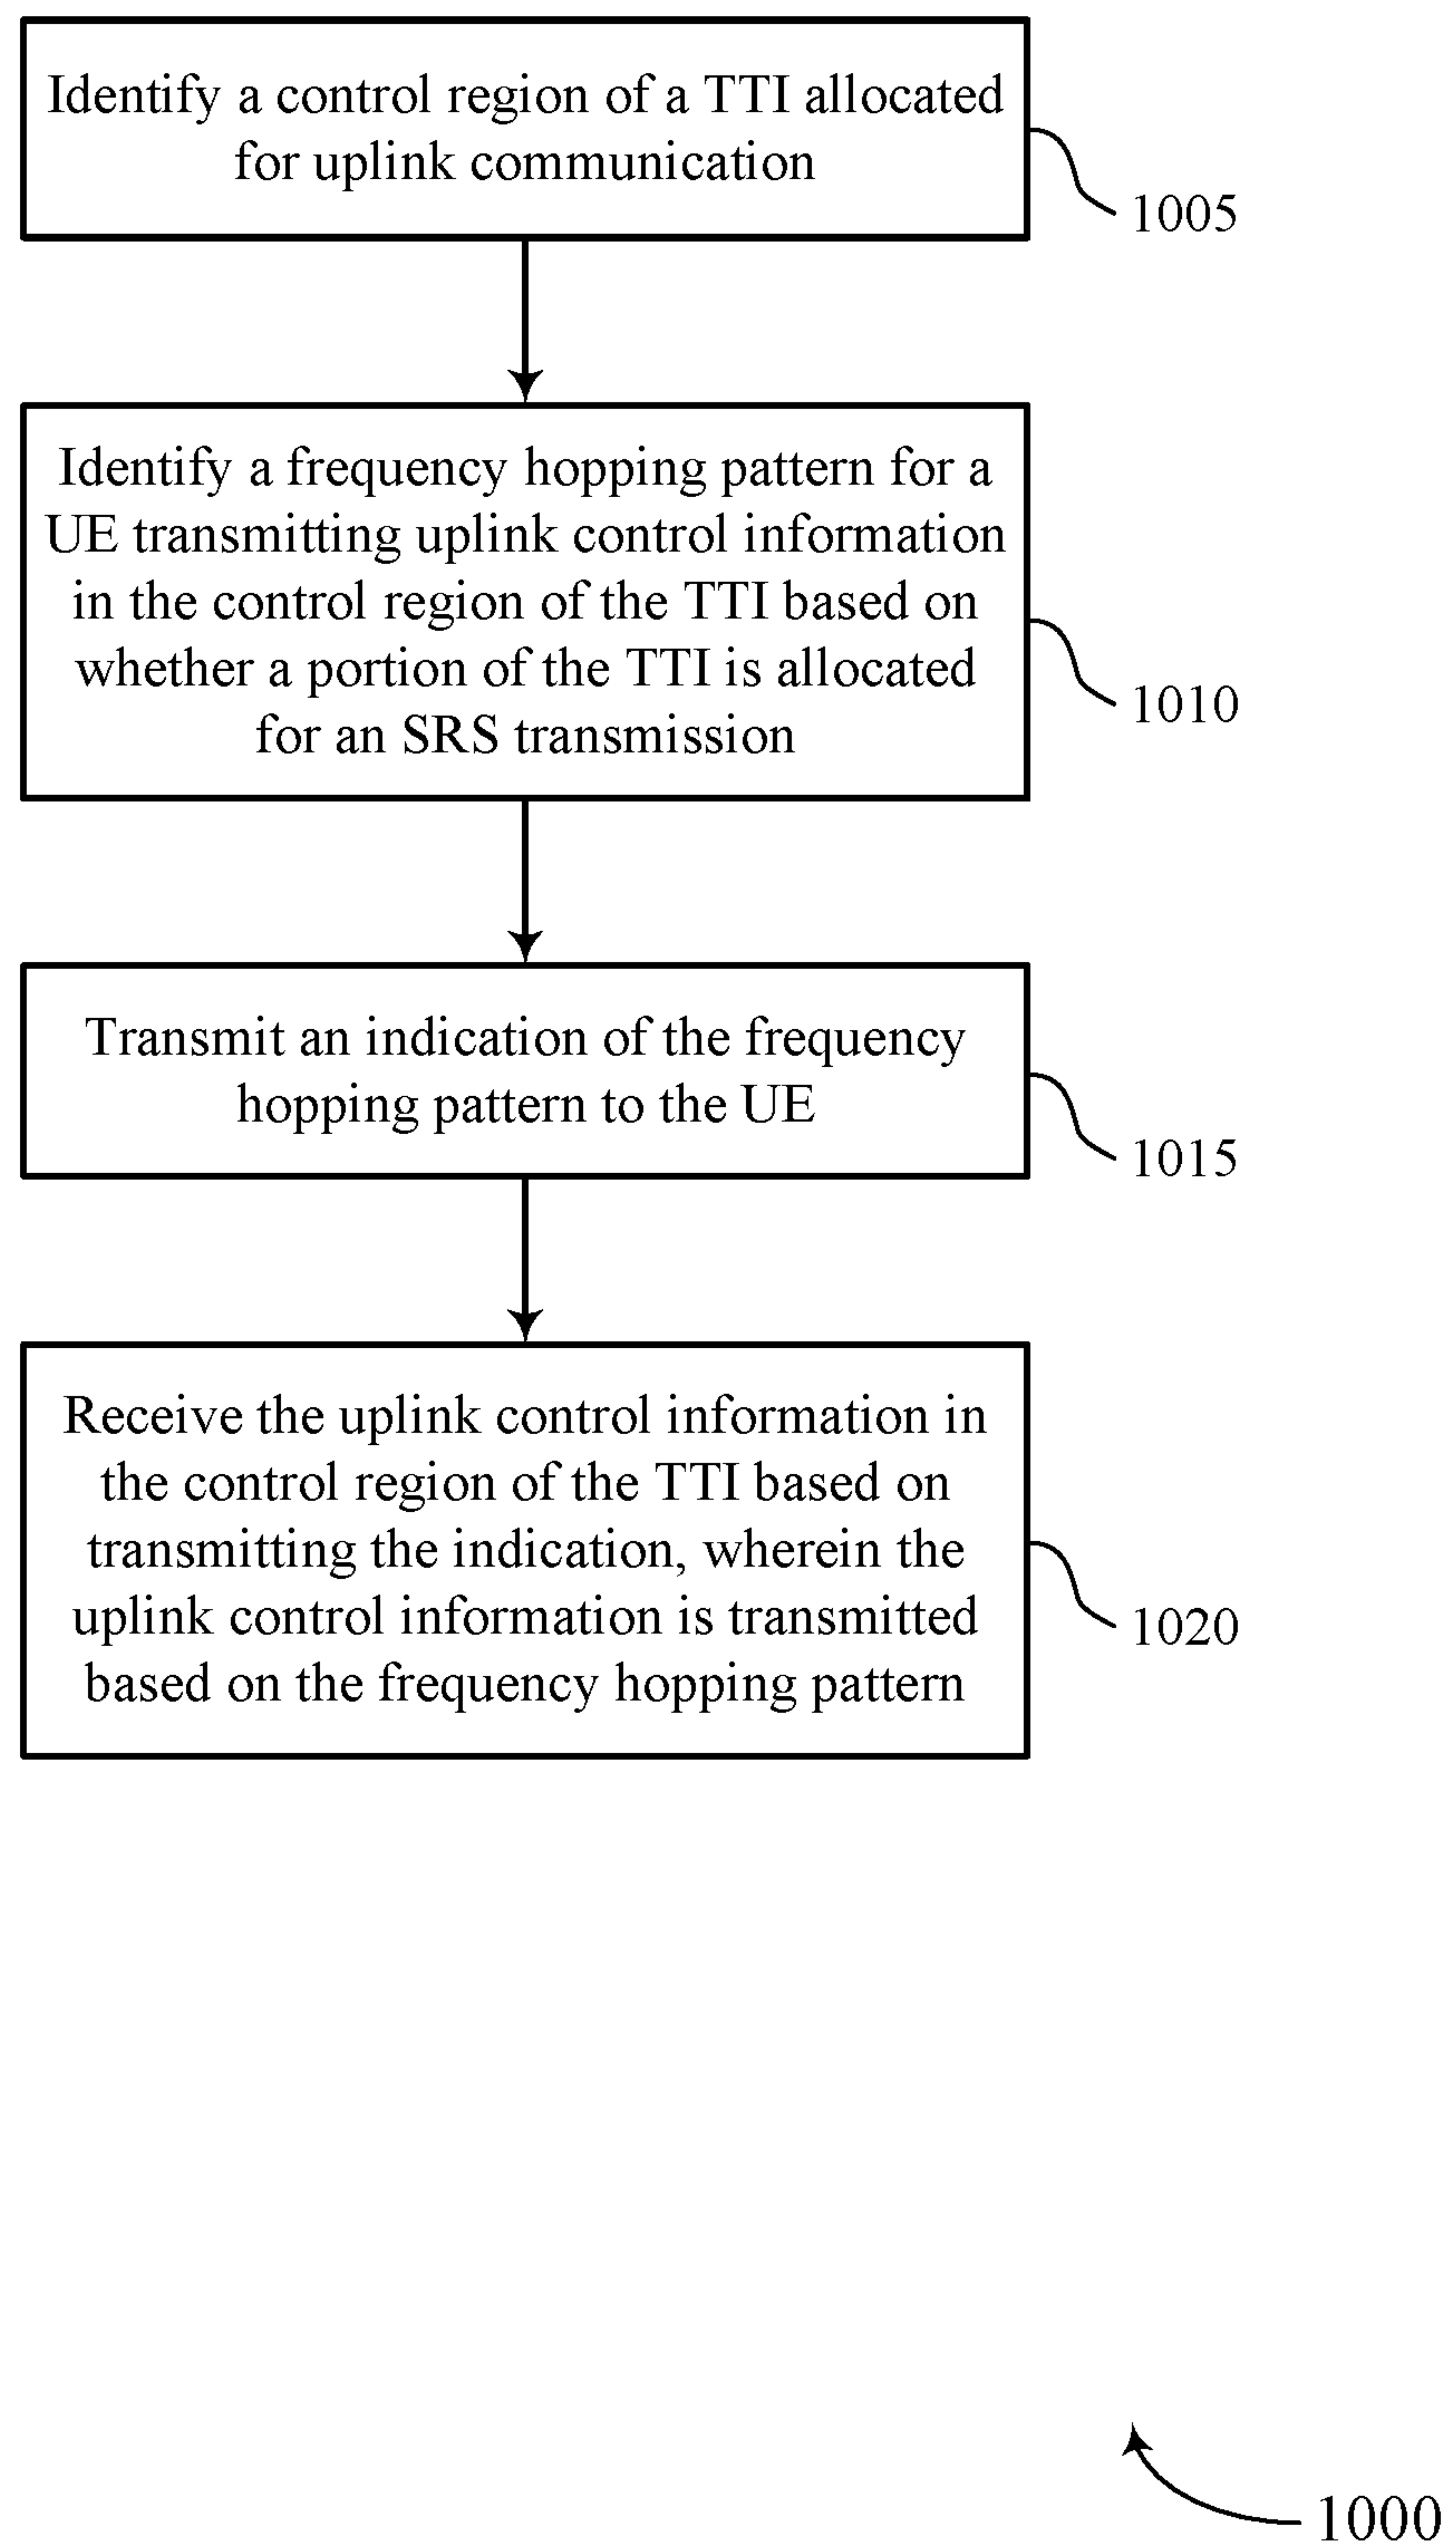 Identify a control region of a TTI allocated
for uplink communication
1005
Identify a frequency hopping pattern for a
UE transmitting uplink control information
in the control region of the TTI based on
whether a portion of the TTI is allocated
for an SRS transmission
1010
Transmit an indication of the frequency
hopping pattern to the UE
1015
Receive the uplink control information in
the control region of the TTI based on
transmitting the indication, wherein the
uplink control information is transmitted
based on the frequency hopping pattern
1020
1000